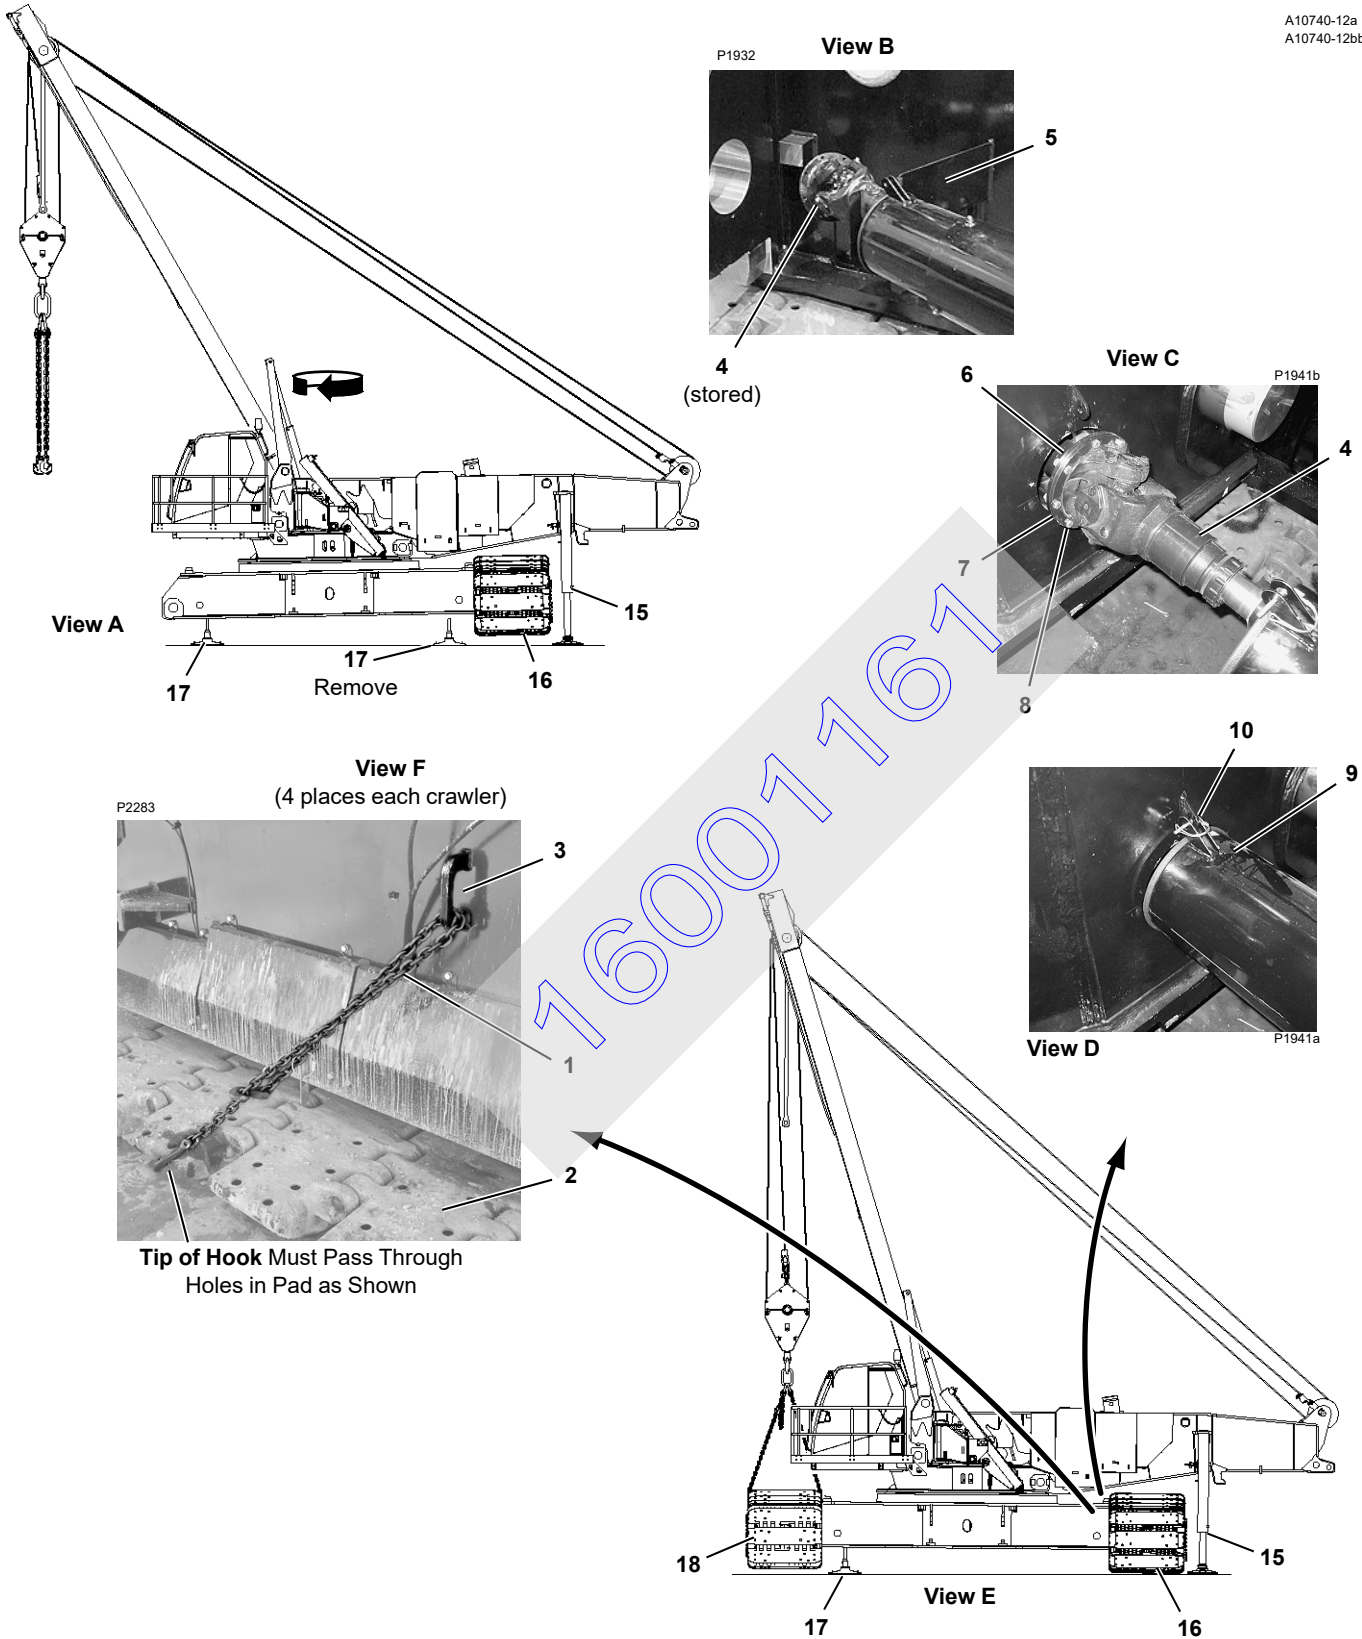 A10740-12a
A10740-12bb
View B
P1932
5
4
(stored)
View C
P1941b
6
4
7
8
View A
15
17
17
16
Remove
10
9
View D
P1941a
View F
(4 places each crawler)
P2283
3
1
2
Tip of Hook Must Pass Through
Holes in Pad as Shown
16001161
18
15
17
View E
16